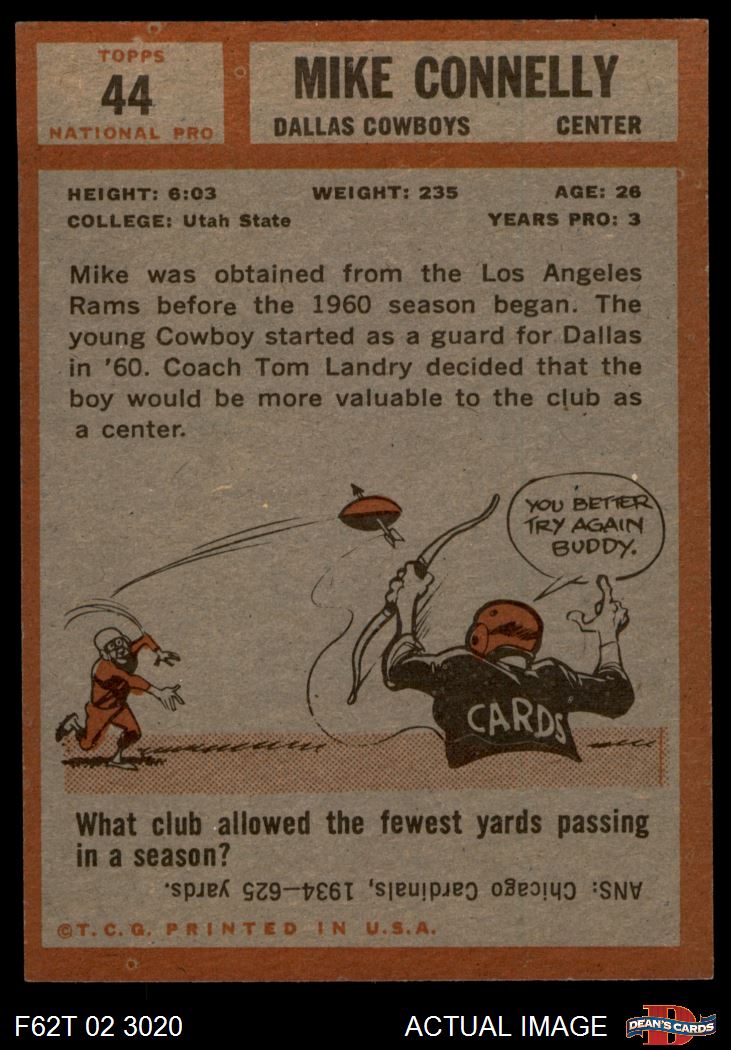 TOPPS
44
NATIONAL PRO
MIKE CONNELLY
DALLAS COWBOYS CENTER
HEIGHT: 6:03 WEIGHT: 235 AGE: 26
COLLEGE: Utah State YEARS PRO: 3
Mike was obtained from the Los Angeles
Rams before the 1960 season began. The
young Cowboy started as a guard for Dallas
in '60. Coach Tom Landry decided that the
boy would be more valuable to the club as
a center.
YOU BETTER
TRY AGAIN
BUDDY.
CARDS
What club allowed the fewest yards passing
in a season?
ANS: Chicago Cardinals, 1934—625 yards.
©T.C.G. PRINTED IN U.S.A.
F62T 02 3020 ACTUAL IMAGE
D
DEAN'S CARDS